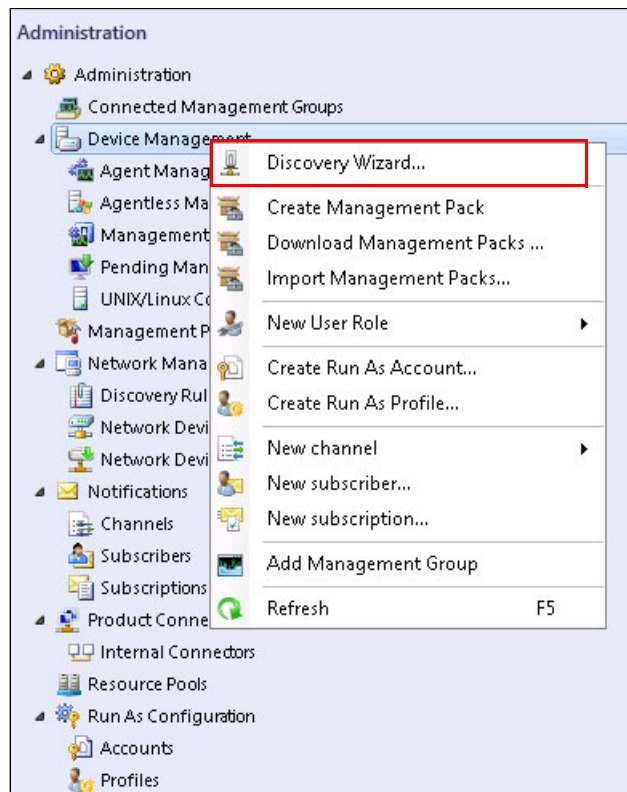 Administration
Administration
Connected Management Groups
Device Management
Agent Manag
Agentless Ma
Management
Pending Man
UNIX/Linux Co
Management P
Network Mana
Discovery Rul
Network Devi
Network Devi
Notifications
Channels
Subscribers
Subscriptions
Product Conne
Internal Connectors
Resource Pools
Run As Configuration
Accounts
Profiles
Discovery Wizard...
Create Management Pack
Download Management Packs ...
Import Management Packs...
New User Role
Create Run As Account...
Create Run As Profile...
New channel
New subscriber...
New subscription...
Add Management Group
Refresh F5